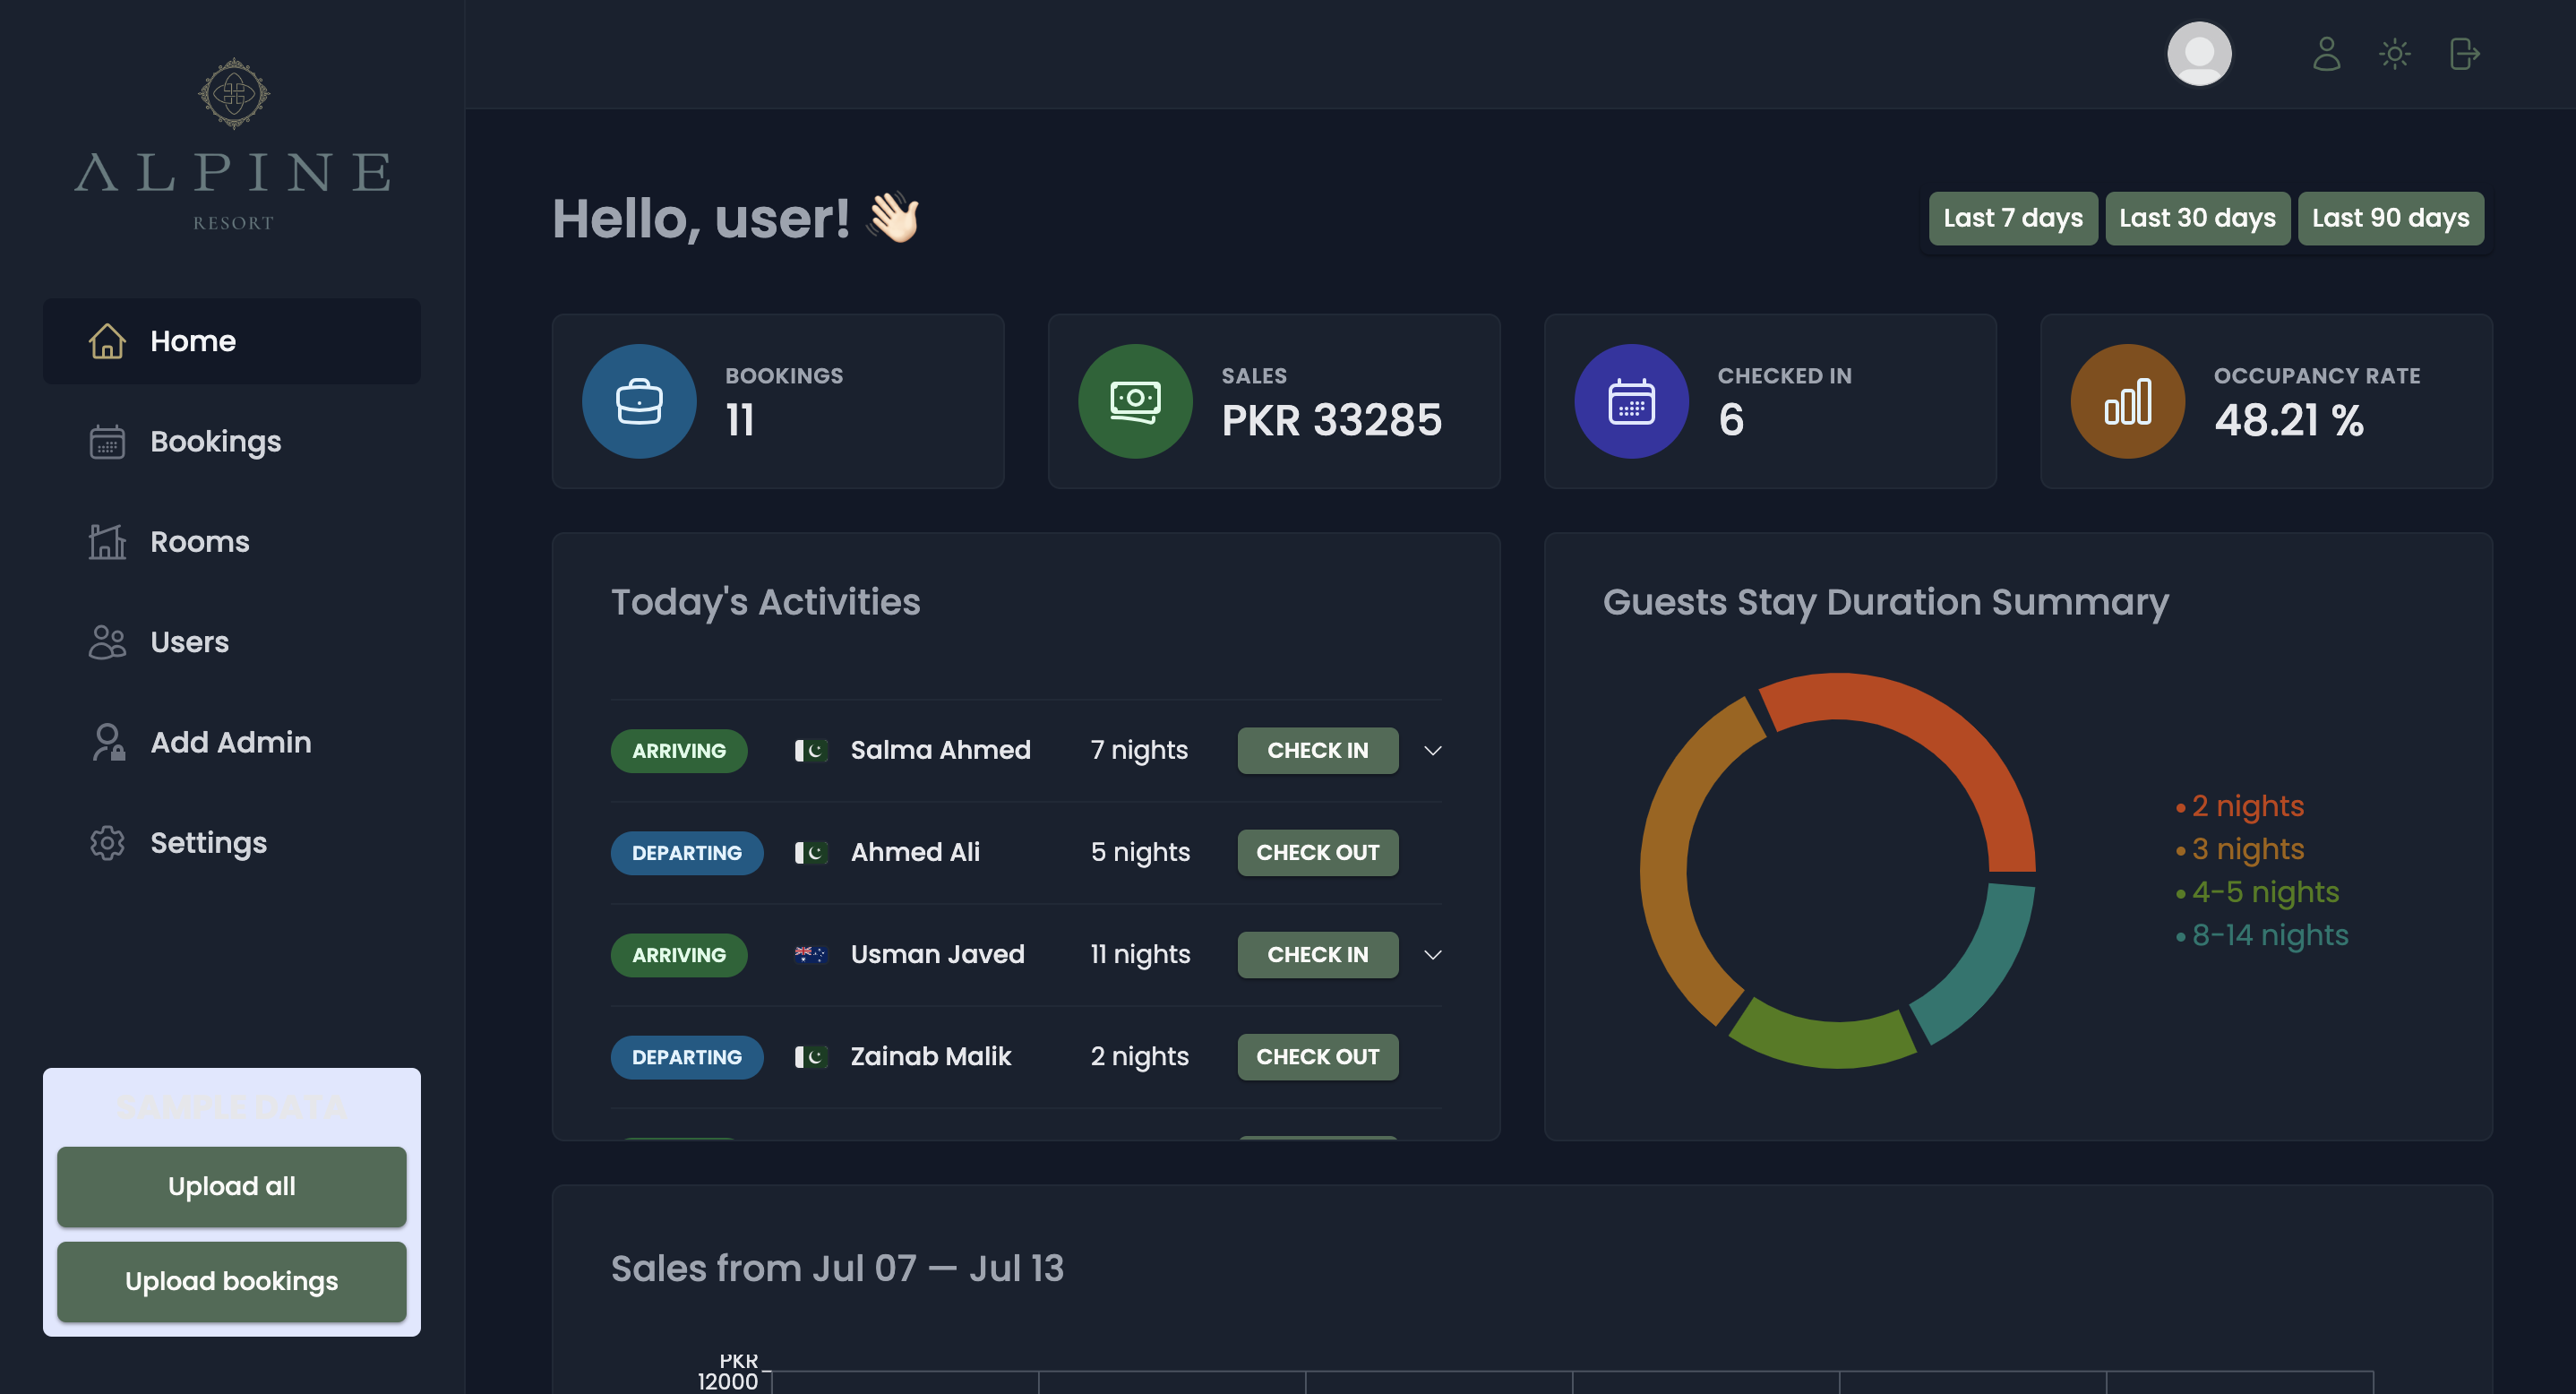 ALPINE
RESORT
Home
Bookings
Rooms
Users
Add Admin
Settings
SAMPLE DATA
Upload all
Upload bookings
Hello, user! 👋🏻
Last 7 days
Last 30 days
Last 90 days
BOOKINGS
11
SALES
PKR 33285
CHECKED IN
6
OCCUPANCY RATE
48.21 %
Today's Activities
ARRIVING Salma Ahmed 7 nights CHECK IN
DEPARTING Ahmed Ali 5 nights CHECK OUT
ARRIVING Usman Javed 11 nights CHECK IN
DEPARTING Zainab Malik 2 nights CHECK OUT
Guests Stay Duration Summary
• 2 nights
• 3 nights
• 4-5 nights
• 8-14 nights
Sales from Jul 07 — Jul 13
PKR
12000